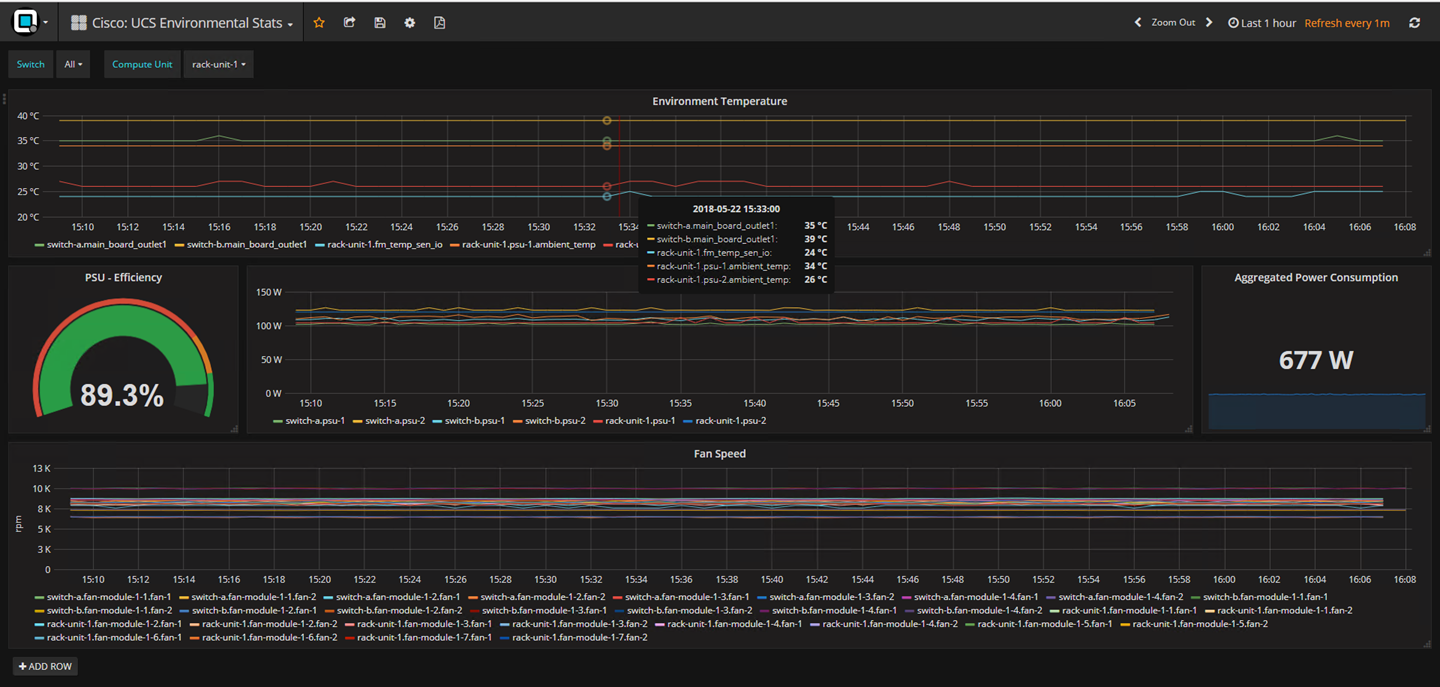 Cisco: UCS Environmental Stats
Zoom Out
Last 1 hour
Refresh every 1m
Switch
All
Compute Unit
rack-unit-1
Environment Temperature
40 °C
35 °C
30 °C
25 °C
20 °C
15:10 15:12 15:14 15:16 15:18 15:20 15:22 15:24 15:26 15:28 15:30 15:32 15:34 15:44 15:46 15:48 15:50 15:52 15:54 15:56 15:58 16:00 16:02 16:04 16:06 16:08
switch-a.main_board_outlet1 switch-b.main_board_outlet1 rack-unit-1.fm_temp_sen_io rack-unit-1.psu-1.ambient_temp rack-u
2018-05-22 15:33:00
switch-a.main_board_outlet1: 35 °C
switch-b.main_board_outlet1: 39 °C
rack-unit-1.fm_temp_sen_io: 24 °C
rack-unit-1.psu-1.ambient_temp: 34 °C
rack-unit-1.psu-2.ambient_temp: 26 °C
PSU - Efficiency
89.3%
150 W
100 W
50 W
0 W
15:10 15:15 15:20 15:25 15:30 15:35 15:40 15:45 15:50 15:55 16:00 16:05
switch-a.psu-1 switch-a.psu-2 switch-b.psu-1 switch-b.psu-2 rack-unit-1.psu-1 rack-unit-1.psu-2
Aggregated Power Consumption
677 W
Fan Speed
rpm
13 K
10 K
8 K
5 K
3 K
0
15:10 15:12 15:14 15:16 15:18 15:20 15:22 15:24 15:26 15:28 15:30 15:32 15:34 15:36 15:38 15:40 15:42 15:44 15:46 15:48 15:50 15:52 15:54 15:56 15:58 16:00 16:02 16:04 16:06 16:08
switch-a.fan-module-1-1.fan-1 switch-a.fan-module-1-1.fan-2 switch-a.fan-module-1-2.fan-1 switch-a.fan-module-1-2.fan-2 switch-a.fan-module-1-3.fan-1 switch-a.fan-module-1-3.fan-2 switch-a.fan-module-1-4.fan-1 switch-a.fan-module-1-4.fan-2 switch-b.fan-module-1-1.fan-1
switch-b.fan-module-1-1.fan-2 switch-b.fan-module-1-2.fan-1 switch-b.fan-module-1-2.fan-2 switch-b.fan-module-1-3.fan-1 switch-b.fan-module-1-3.fan-2 switch-b.fan-module-1-4.fan-1 switch-b.fan-module-1-4.fan-2 rack-unit-1.fan-module-1-1.fan-1 rack-unit-1.fan-module-1-1.fan-2
rack-unit-1.fan-module-1-2.fan-1 rack-unit-1.fan-module-1-2.fan-2 rack-unit-1.fan-module-1-3.fan-1 rack-unit-1.fan-module-1-3.fan-2 rack-unit-1.fan-module-1-4.fan-1 rack-unit-1.fan-module-1-4.fan-2 rack-unit-1.fan-module-1-5.fan-1 rack-unit-1.fan-module-1-5.fan-2
rack-unit-1.fan-module-1-6.fan-1 rack-unit-1.fan-module-1-6.fan-2 rack-unit-1.fan-module-1-7.fan-1 rack-unit-1.fan-module-1-7.fan-2
ADD ROW